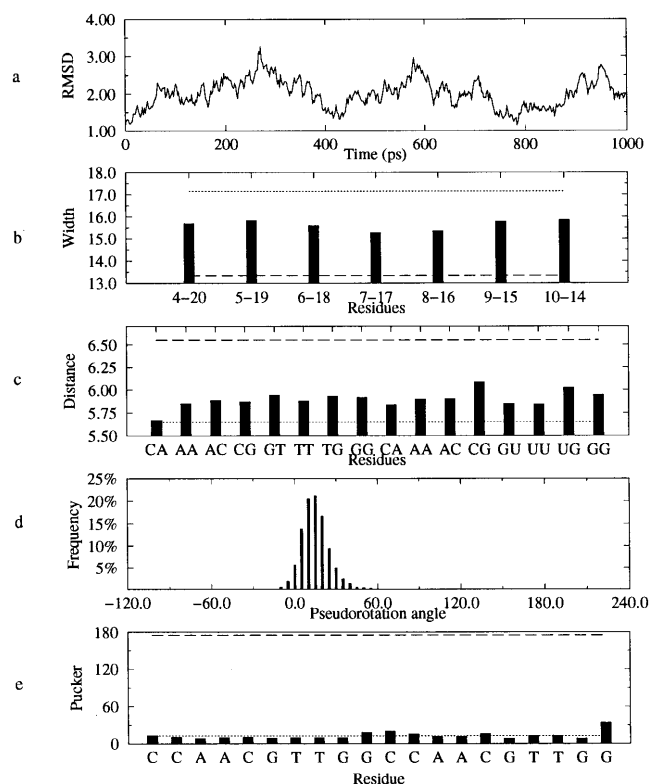 a
RMSD
4.00
3.00
2.00
1.00
0 200 400 600 800 1000
Time (ps)
b
Width
18.0
17.0
16.0
15.0
14.0
13.0
4−20 5−19 6−18 7−17 8−16 9−15 10−14
Residues
c
Distance
6.50
6.25
6.00
5.75
5.50
CA AA AC CG GT TT TG GG CA AA AC CG GU UU UG GG
Residues
d
Frequency
25%
20%
15%
10%
5%
−120.0 −60.0 0.0 60.0 120.0 180.0 240.0
Pseudorotation angle
e
Pucker
180
120
60
0
C C A A C G T T G G C C A A C G T T G G
Residue